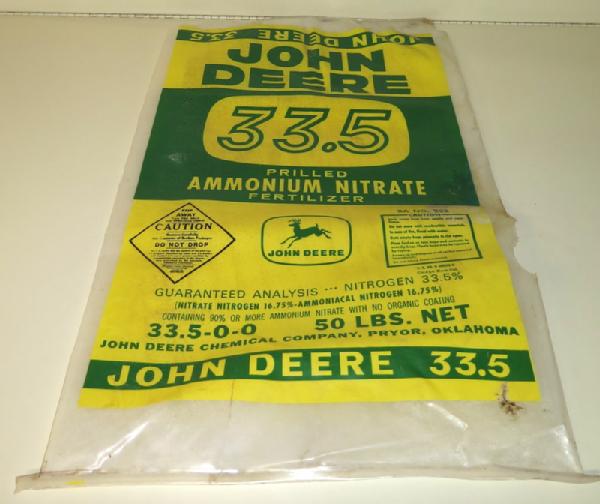 JOHN DEERE 33.5
JOHN
DEERE
33.5
PRILLED
AMMONIUM NITRATE
FERTILIZER
AWAY
CAUTION
DO NOT DROP
CAUTION
JOHN DEERE
GUARANTEED ANALYSIS --- NITROGEN 33.5%
(NITRATE NITROGEN 16.75%-AMMONIACAL NITROGEN 16.75%)
CONTAINING 90% OR MORE AMMONIUM NITRATE WITH NO ORGANIC COATING
33.5-0-0 50 LBS. NET
JOHN DEERE CHEMICAL COMPANY, PRYOR, OKLAHOMA
JOHN DEERE 33.5